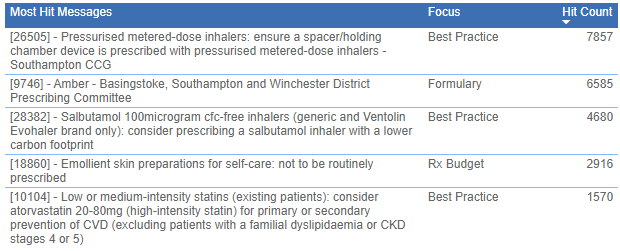 Most Hit Messages Focus Hit Count
[26505] - Pressurised metered-dose inhalers: ensure a spacer/holding Best Practice 7857
chamber device is prescribed with pressurised metered-dose inhalers -
Southampton CCG
[9746] - Amber - Basingstoke, Southampton and Winchester District Formulary 6585
Prescribing Committee
[28382] - Salbutamol 100microgram cfc-free inhalers (generic and Ventolin Best Practice 4680
Evohaler brand only): consider prescribing a salbutamol inhaler with a lower
carbon footprint
[18860] - Emollient skin preparations for self-care: not to be routinely Rx Budget 2916
prescribed
[10104] - Low or medium-intensity statins (existing patients): consider Best Practice 1570
atorvastatin 20-80mg (high-intensity statin) for primary or secondary
prevention of CVD (excluding patients with a familial dyslipidaemia or CKD
stages 4 or 5)